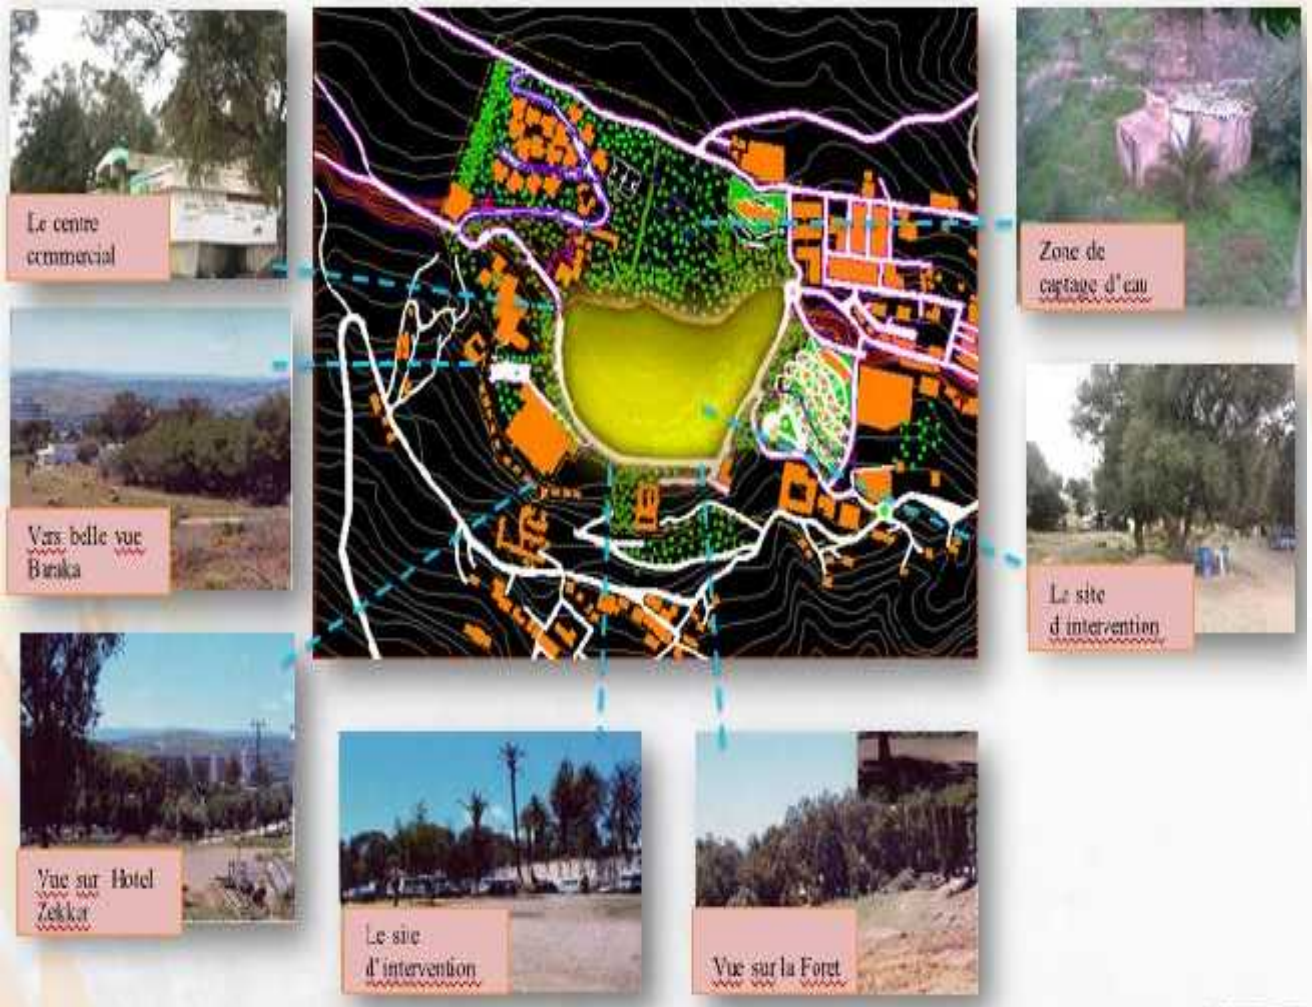 Le centre
commercial
Zone de
captage d'eau
Vers belle vue
Baraka
Le site
d intervention
Vue sur Hotel
Zekkar
Le site
d'intervention
Vue sur la Foret